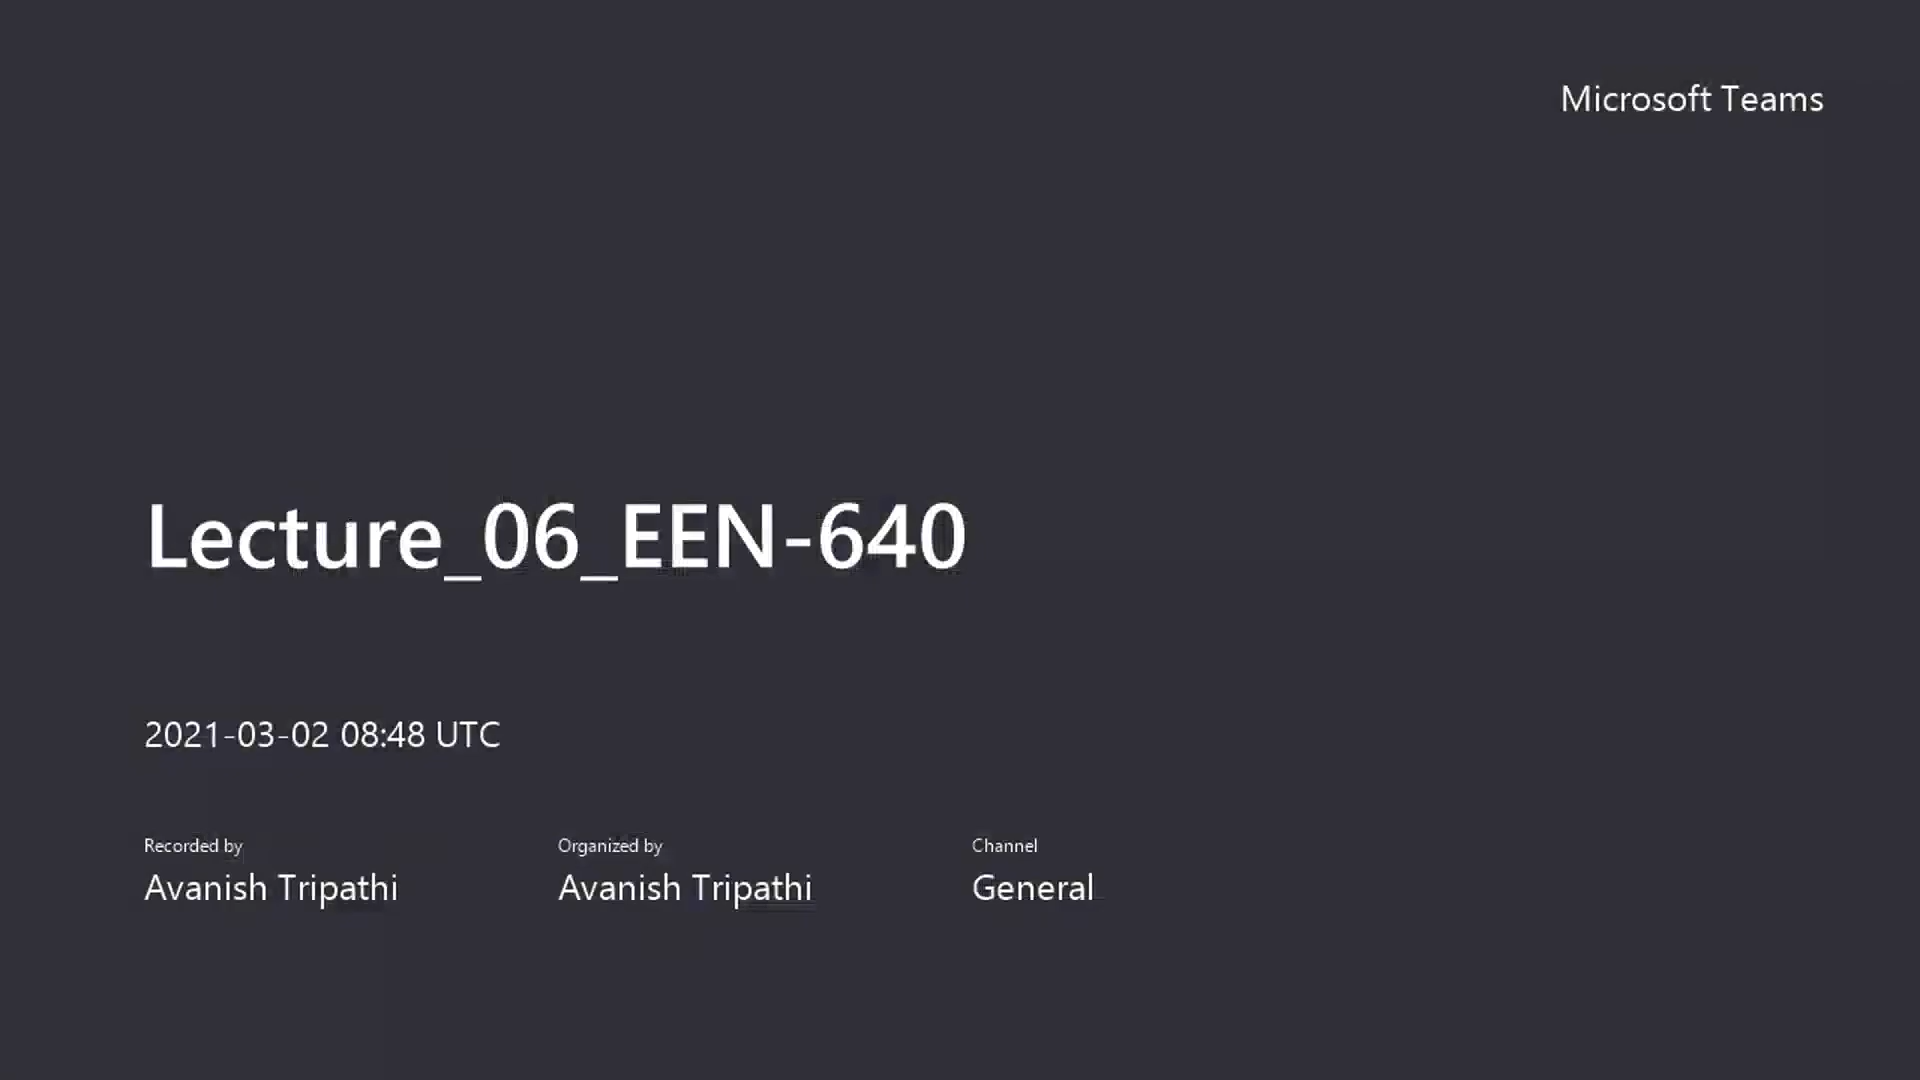 Microsoft Teams
Lecture_06_EEN-640
2021-03-02 08:48 UTC
Recorded by
Avanish Tripathi
Organized by
Avanish Tripathi
Channel
General